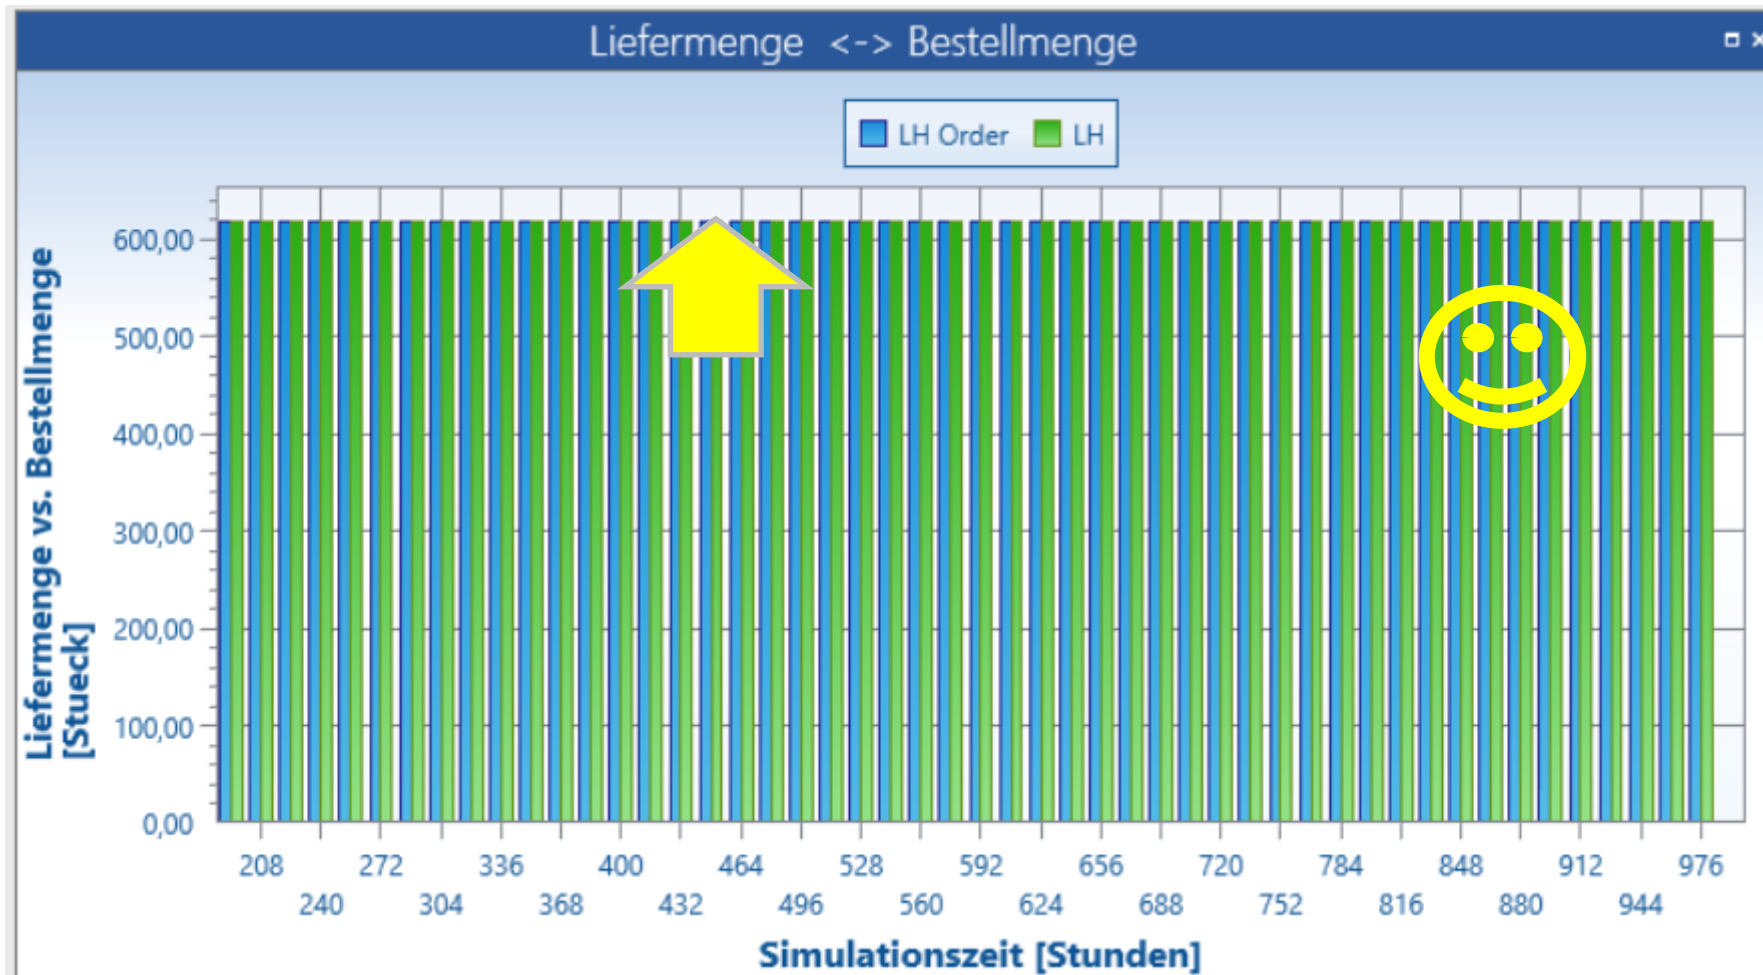 Liefermenge <-> Bestellmenge
LH Order LH
Liefermenge vs. Bestellmenge
[Stueck]
600,00
500,00
400,00
300,00
200,00
100,00
0,00
208 272 336 400 464 528 592 656 720 784 848 912 976
240 304 368 432 496 560 624 688 752 816 880 944
Simulationszeit [Stunden]